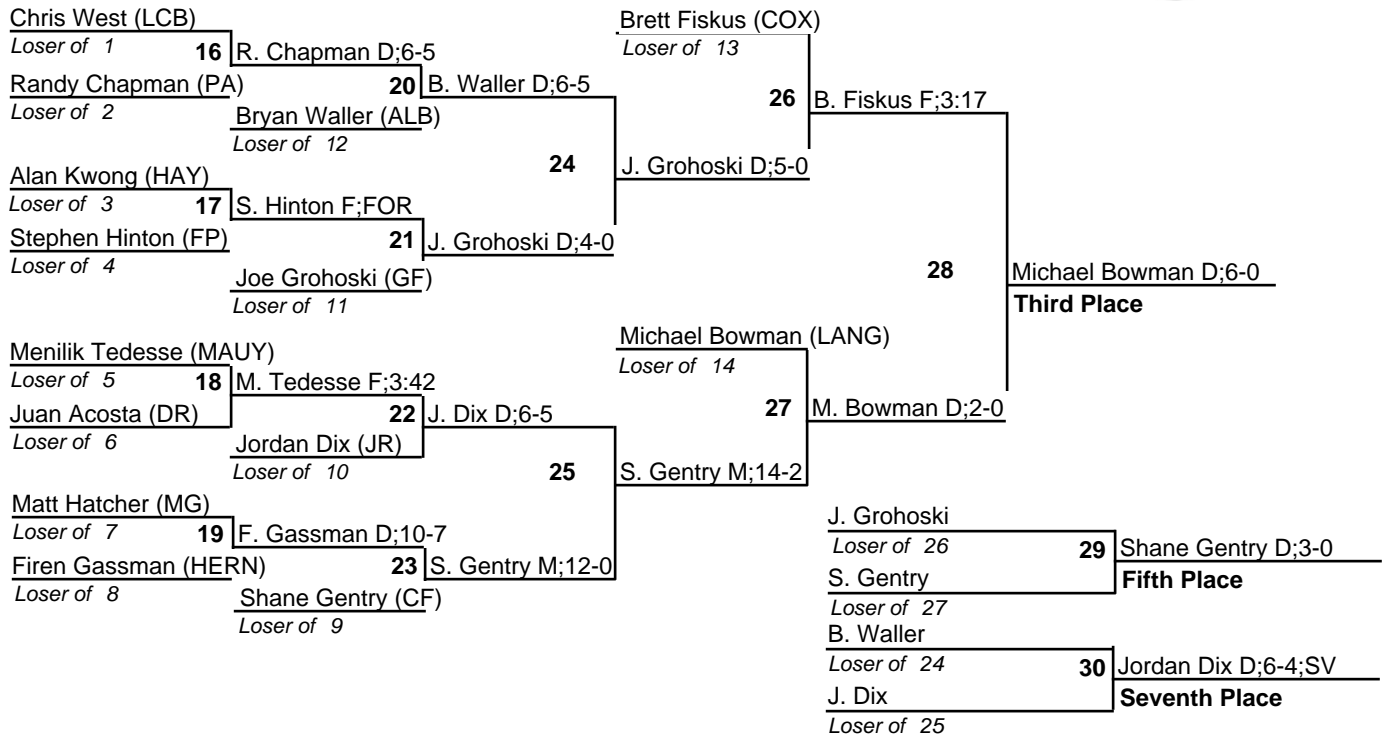 Chris West (LCB)
Loser of 1
16
R. Chapman D;6-5
Randy Chapman (PA)
Loser of 2
20
B. Waller D;6-5
Bryan Waller (ALB)
Loser of 12
Alan Kwong (HAY)
Loser of 3
17
S. Hinton F;FOR
Stephen Hinton (FP)
Loser of 4
21
J. Grohoski D;4-0
Joe Grohoski (GF)
Loser of 11
24
J. Grohoski D;5-0
Brett Fiskus (COX)
Loser of 13
26
B. Fiskus F;3:17
Menilik Tedesse (MAUY)
Loser of 5
18
M. Tedesse F;3:42
Juan Acosta (DR)
Loser of 6
22
J. Dix D;6-5
Jordan Dix (JR)
Loser of 10
Matt Hatcher (MG)
Loser of 7
19
F. Gassman D;10-7
Firen Gassman (HERN)
Loser of 8
23
S. Gentry M;12-0
Shane Gentry (CF)
Loser of 9
25
S. Gentry M;14-2
Michael Bowman (LANG)
Loser of 14
27
M. Bowman D;2-0
28
Michael Bowman D;6-0
Third Place
J. Grohoski
Loser of 26
29
Shane Gentry D;3-0
S. Gentry
Fifth Place
Loser of 27
B. Waller
Loser of 24
30
Jordan Dix D;6-4;SV
J. Dix
Seventh Place
Loser of 25